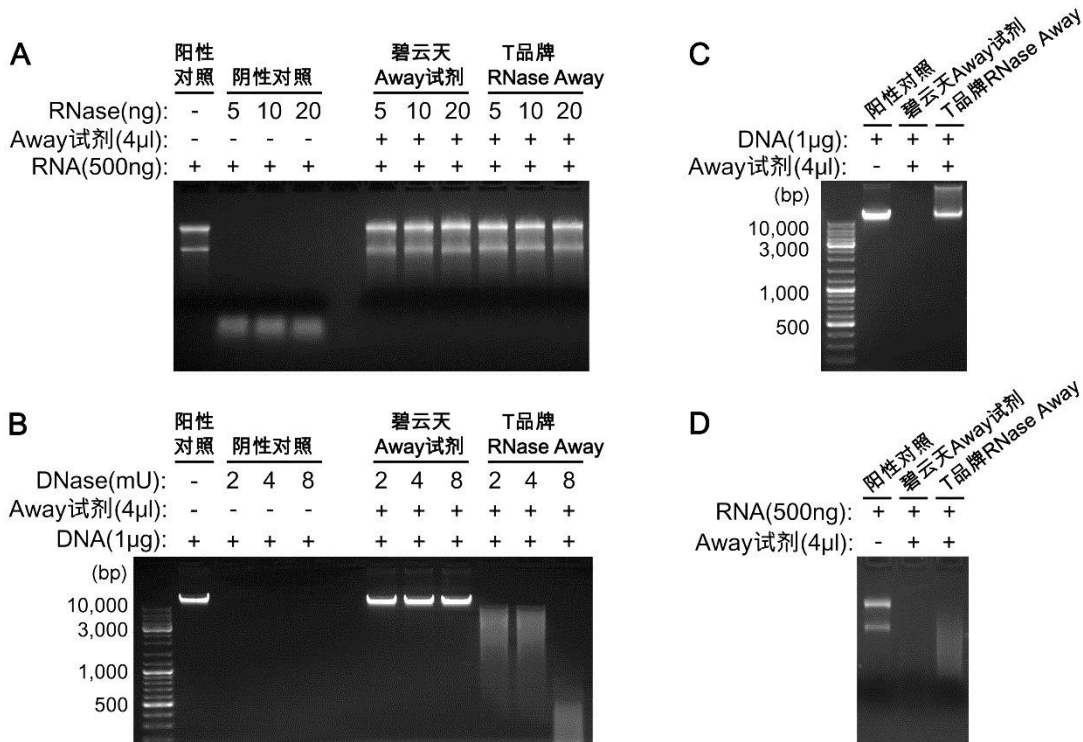 A
阳性
对照
阴性对照
碧云天
Away试剂
T品牌
RNase Away
RNase(ng): - 5 10 20 5 10 20 5 10 20
Away试剂(4μl): - - - - + + + + + +
RNA(500ng): + + + + + + + + + +
B
阳性
对照
阴性对照
碧云天
Away试剂
T品牌
RNase Away
DNase(mU): - 2 4 8 2 4 8 2 4 8
Away试剂(4μl): - - - - + + + + + +
DNA(1μg): + + + + + + + + + +
(bp)
10,000
3,000
1,000
500
C
阳性对照
碧云天Away试剂
T品牌RNase Away
DNA(1μg): + + +
Away试剂(4μl): - + +
(bp)
10,000
3,000
1,000
500
D
阳性对照
碧云天Away试剂
T品牌RNase Away
RNA(500ng): + + +
Away试剂(4μl): - + +